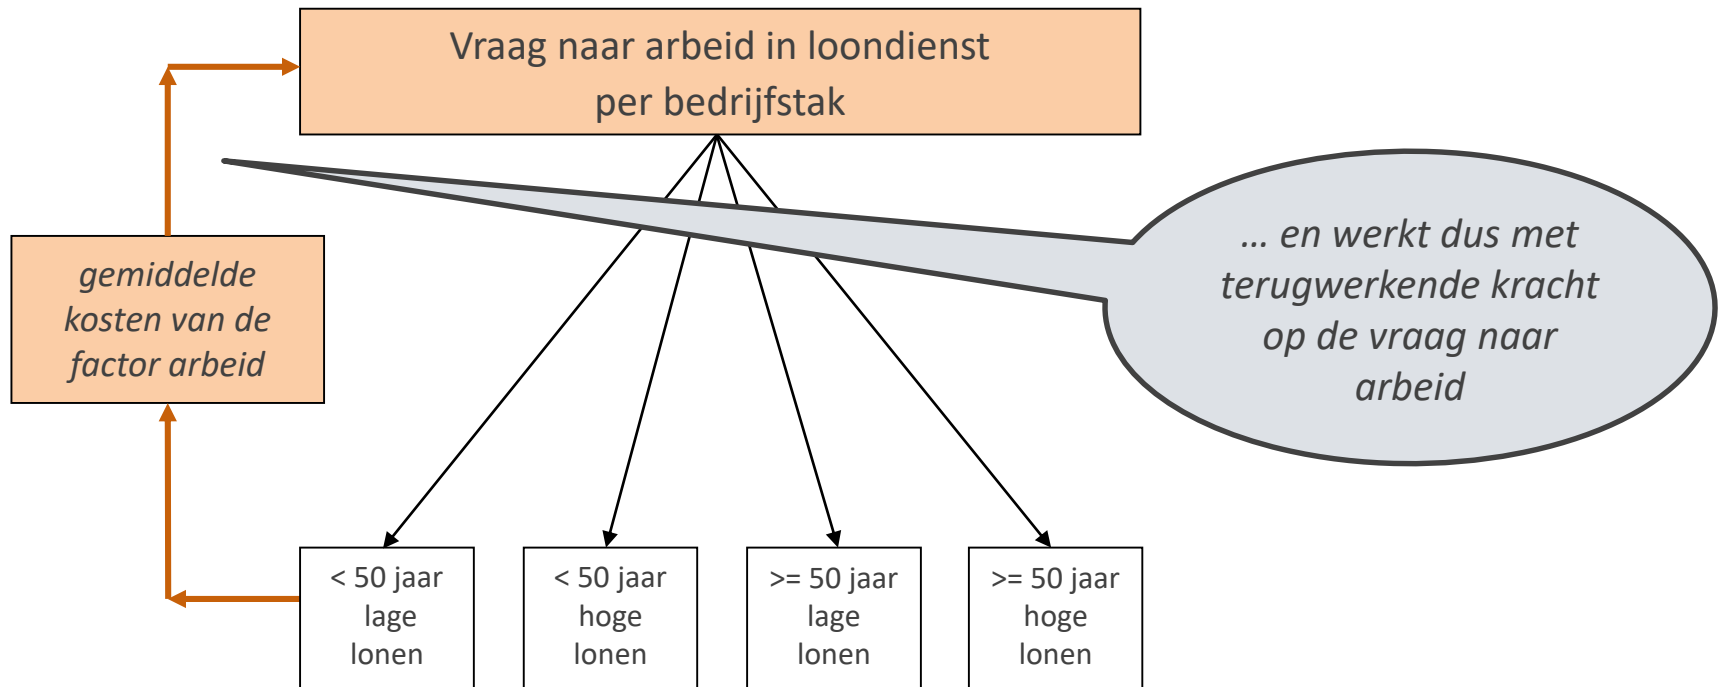 Vraag naar arbeid in loondienst
per bedrijfstak
… en werkt dus met
terugwerkende kracht
op de vraag naar
arbeid
gemiddelde
kosten van de
factor arbeid
< 50 jaar
lage
lonen
< 50 jaar
hoge
lonen
>= 50 jaar
lage
lonen
>= 50 jaar
hoge
lonen